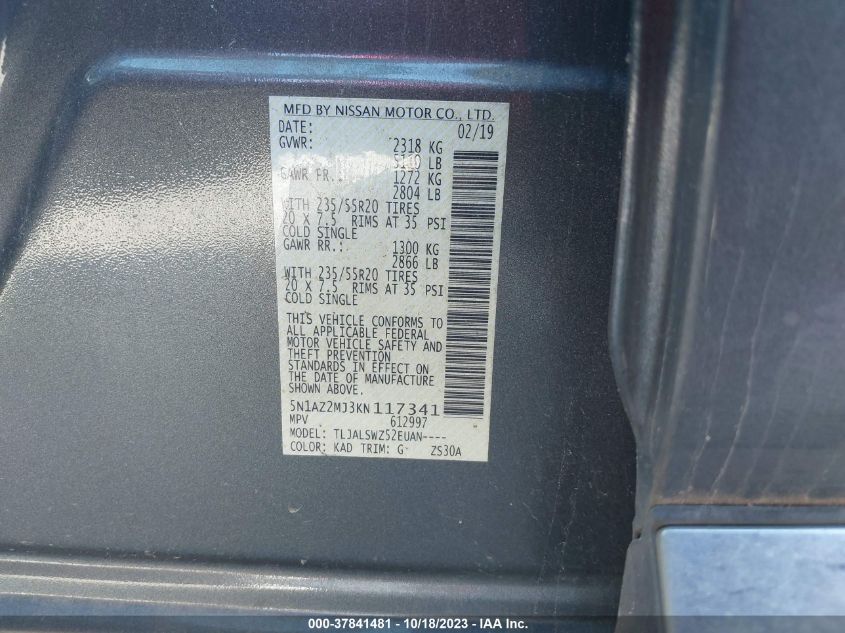 MFD BY NISSAN MOTOR CO., LTD.
DATE: 02/19
GVWR: 2318 KG
5110 LB
GAWR FR.: 1272 KG
2804 LB
WITH 235/55R20 TIRES
20 X 7.5 RIMS AT 35 PSI
COLD SINGLE
GAWR RR.: 1300 KG
2866 LB
WITH 235/55R20 TIRES
20 X 7.5 RIMS AT 35 PSI
COLD SINGLE
THIS VEHICLE CONFORMS TO
ALL APPLICABLE FEDERAL
MOTOR VEHICLE SAFETY AND
THEFT PREVENTION
STANDARDS IN EFFECT ON
THE DATE OF MANUFACTURE
SHOWN ABOVE.
5N1AZ2MJ3KN117341
MPV 612997
MODEL: TLJALSWZ52EUAN----
COLOR: KAD TRIM: G ZS30A
000-37841481 - 10/18/2023 - IAA Inc.